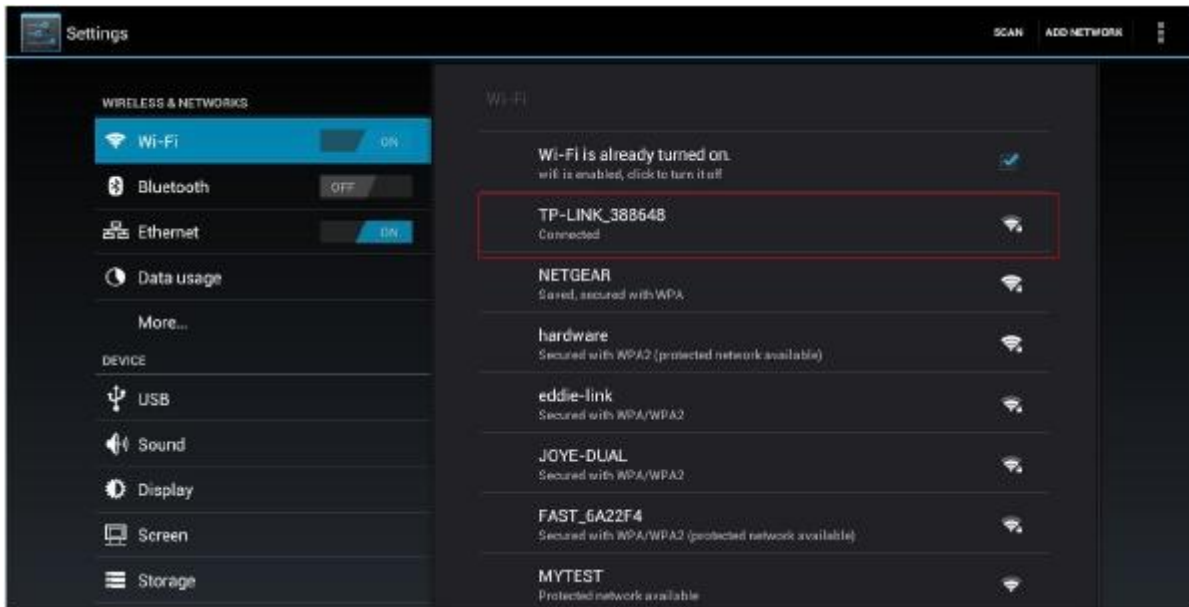 Settings
SCAN
ADD NETWORK
WIRELESS & NETWORKS
Wi-Fi
ON
Bluetooth
OFF
Ethernet
ON
Data usage
More...
DEVICE
USB
Sound
Display
Screen
Storage
Wi-Fi
Wi-Fi is already turned on.
wifi is enabled, click to turn it off
TP-LINK_388648
Connected
NETGEAR
Saved, secured with WPA
hardware
Secured with WPA2 (protected network available)
eddie-link
Secured with WPA/WPA2
JOYE-DUAL
Secured with WPA/WPA2
FAST_6A22F4
Secured with WPA/WPA2 (protected network available)
MYTEST
Protected network available